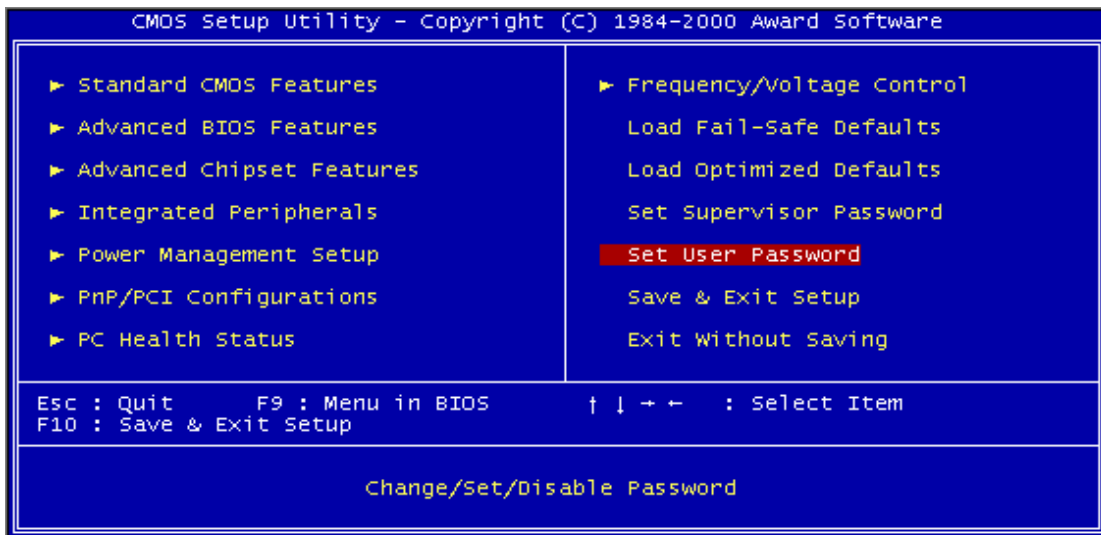 CMOS Setup Utility - Copyright (C) 1984-2000 Award Software
► Standard CMOS Features
► Advanced BIOS Features
► Advanced Chipset Features
► Integrated Peripherals
► Power Management Setup
► PnP/PCI Configurations
► PC Health Status
► Frequency/Voltage Control
Load Fail-Safe Defaults
Load Optimized Defaults
Set Supervisor Password
Set User Password
Save & Exit Setup
Exit Without Saving
Esc : Quit F9 : Menu in BIOS ↑ ↓ → ← : Select Item
F10 : Save & Exit Setup
Change/Set/Disable Password